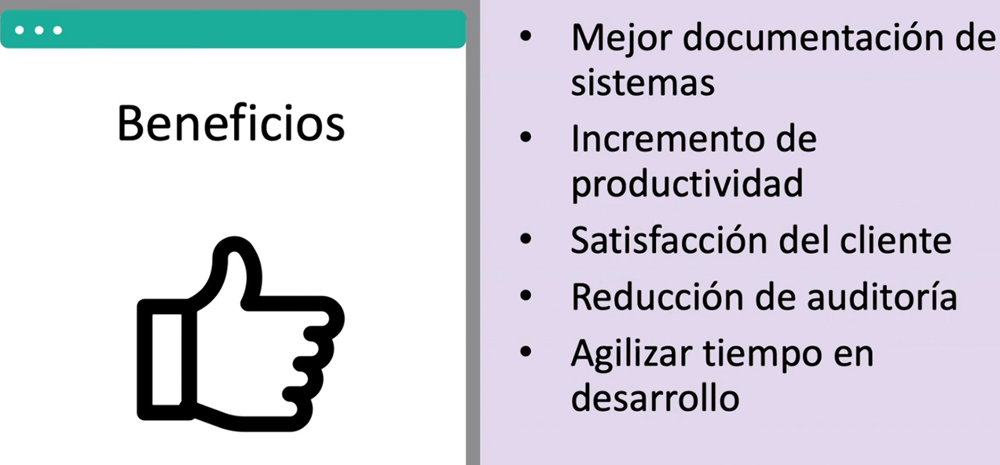 Beneficios
• Mejor documentación de
sistemas
• Incremento de
productividad
• Satisfacción del cliente
• Reducción de auditoría
• Agilizar tiempo en
desarrollo